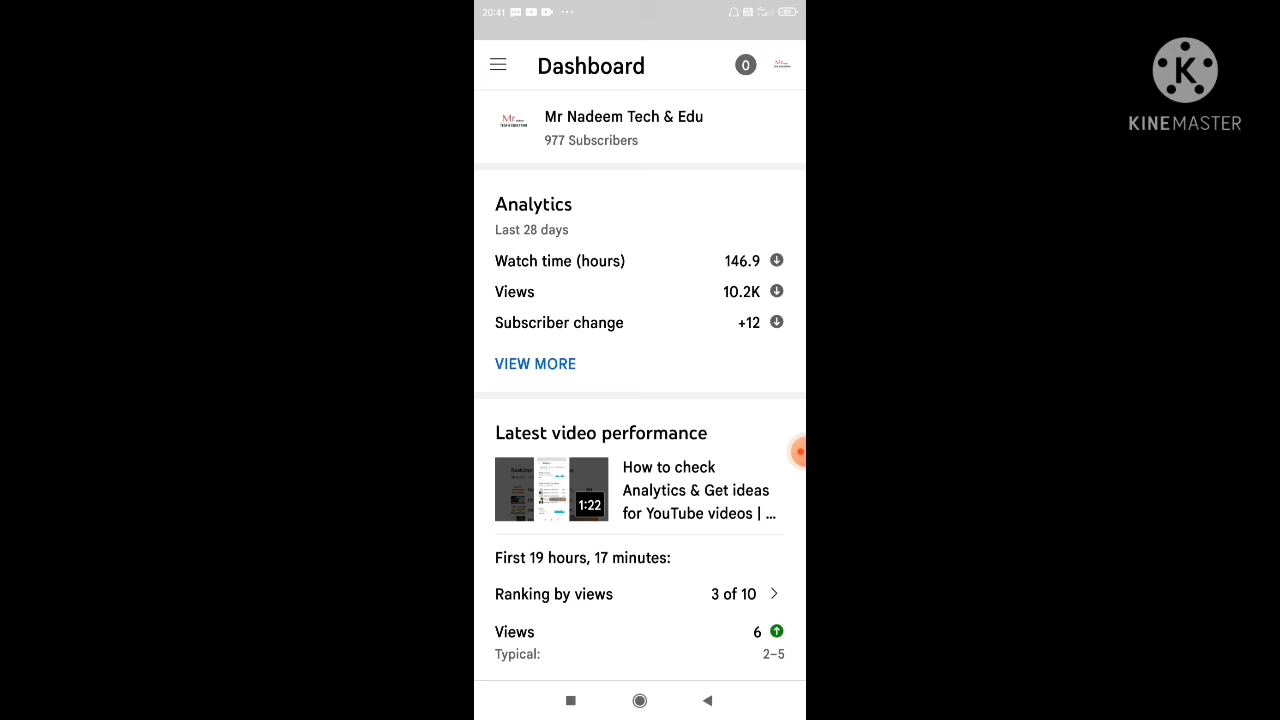 20:41
Dashboard
0
Mr Nadeem Tech & Edu
977 Subscribers
Analytics
Last 28 days
Watch time (hours) 146.9
Views 10.2K
Subscriber change +12
VIEW MORE
Latest video performance
1:22
How to check
Analytics & Get ideas
for YouTube videos | ...
First 19 hours, 17 minutes:
Ranking by views 3 of 10
Views 6
Typical: 2–5
K
KINEMASTER